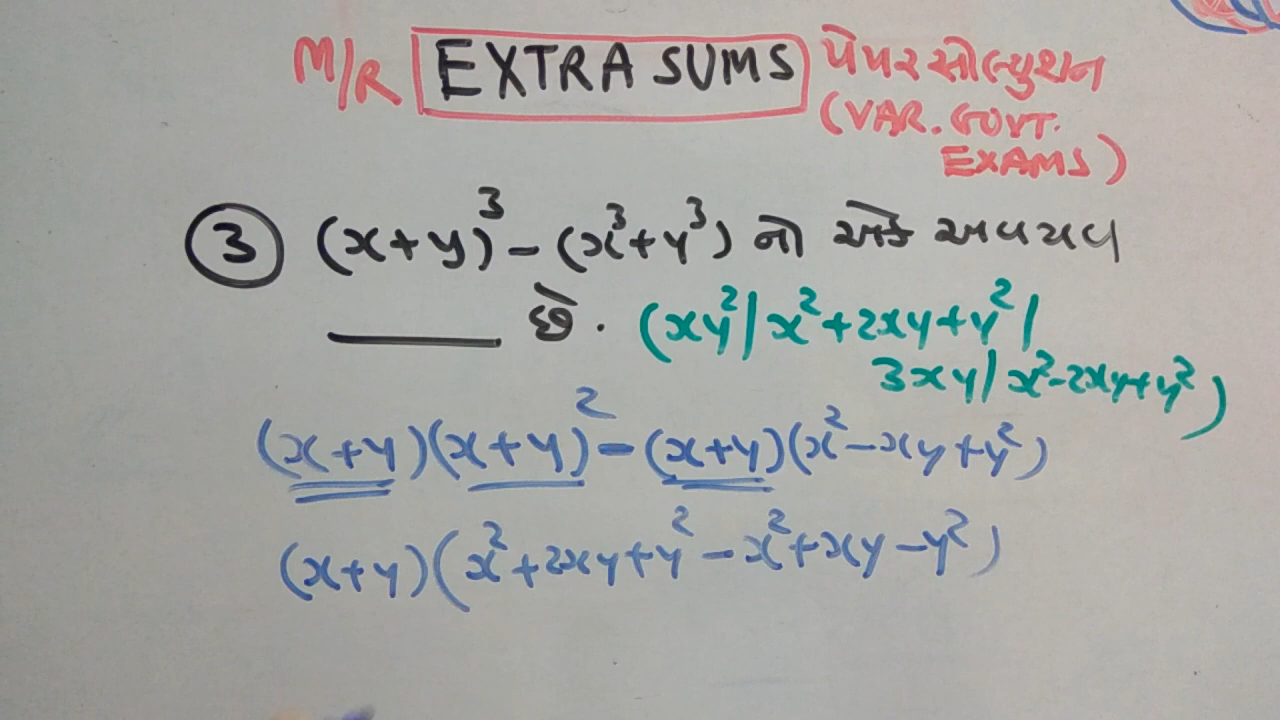 M/R EXTRA SUMS પેપર સોલ્યુશન
(VAR. GOVT.
EXAMS)
③ (x+y)³-(x³+y³) નો એક અવયવ
_____ છે. (xy²/x²+2xy+y²/
3xy/x²-2xy+y²)
(x+y)(x+y)²-(x+y)(x²-xy+y²)
(x+y)(x²+2xy+y²-x²+xy-y²)